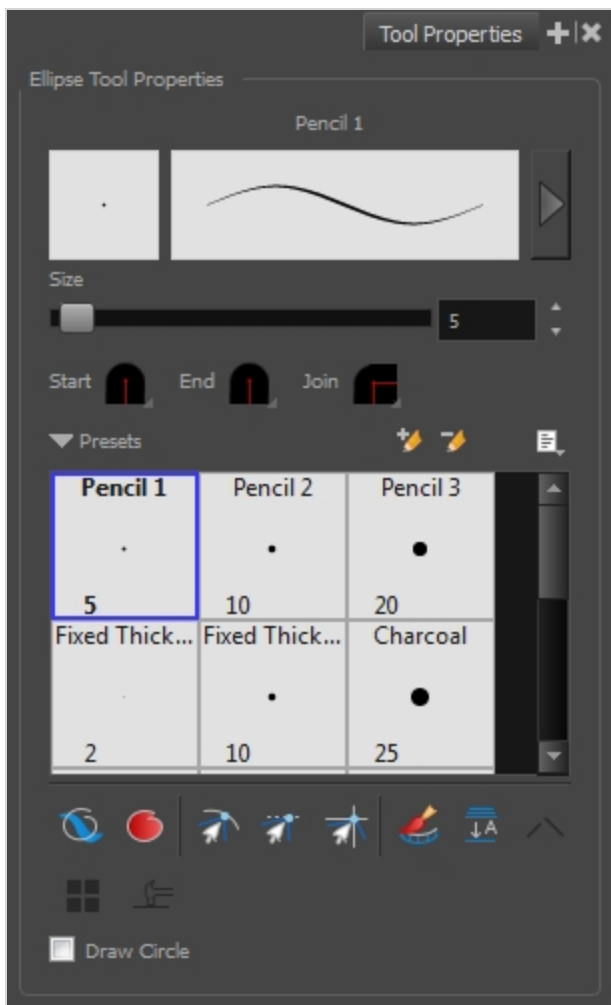 Tool Properties
Ellipse Tool Properties
Pencil 1
Size
5
Start End Join
Presets
Pencil 1 Pencil 2 Pencil 3
5 10 20
Fixed Thick... Fixed Thick... Charcoal
2 10 25
A
Draw Circle